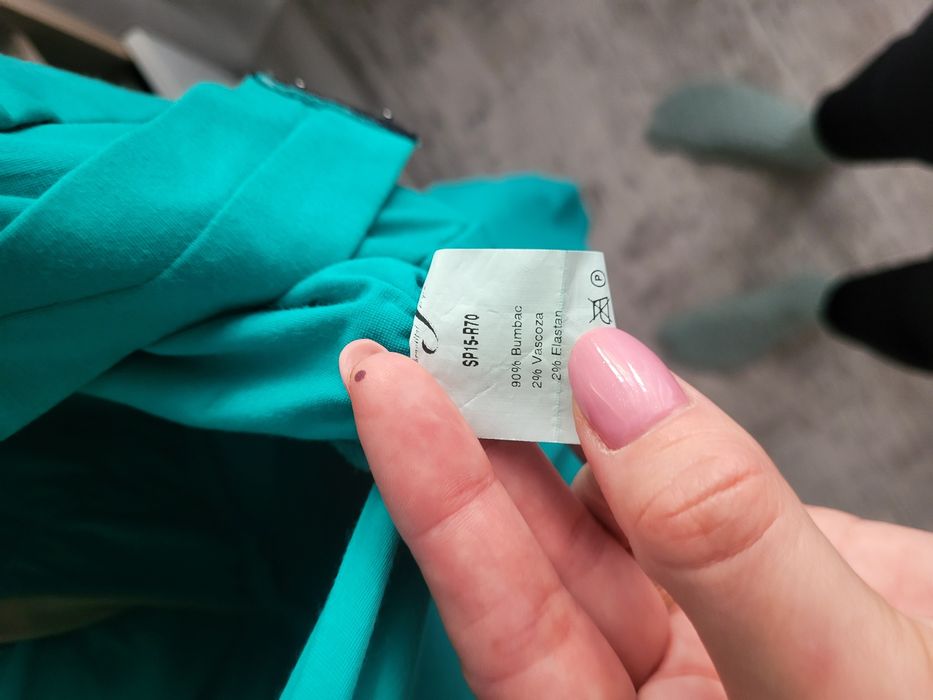 SP15-R70
90% Bumbac
2% Vascoza
2% Elastan
P